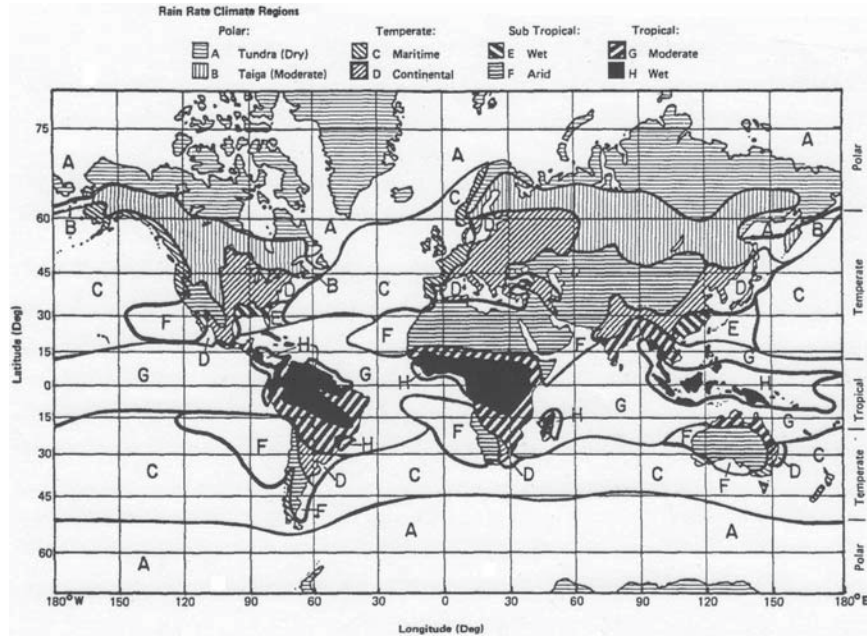 Rain Rate Climate Regions
Polar: Temperate: Sub Tropical: Tropical:
A Tundra (Dry) C Maritime E Wet G Moderate
B Taiga (Moderate) D Continental F Arid H Wet
75
A A A
Polar
C
60
B A D A B
45
C D B C D D C
Temperate
30
F E F E
15
D H F G
Latitude (Deg)
0
G G H H
Tropical
15
G H G
F H F F
30
C D C D C D C
F
Temperate
45
F
A A
60
A
Polar
180°W 150 120 90 60 30 0 30 60 90 120 150 180°E
Longitude (Deg)